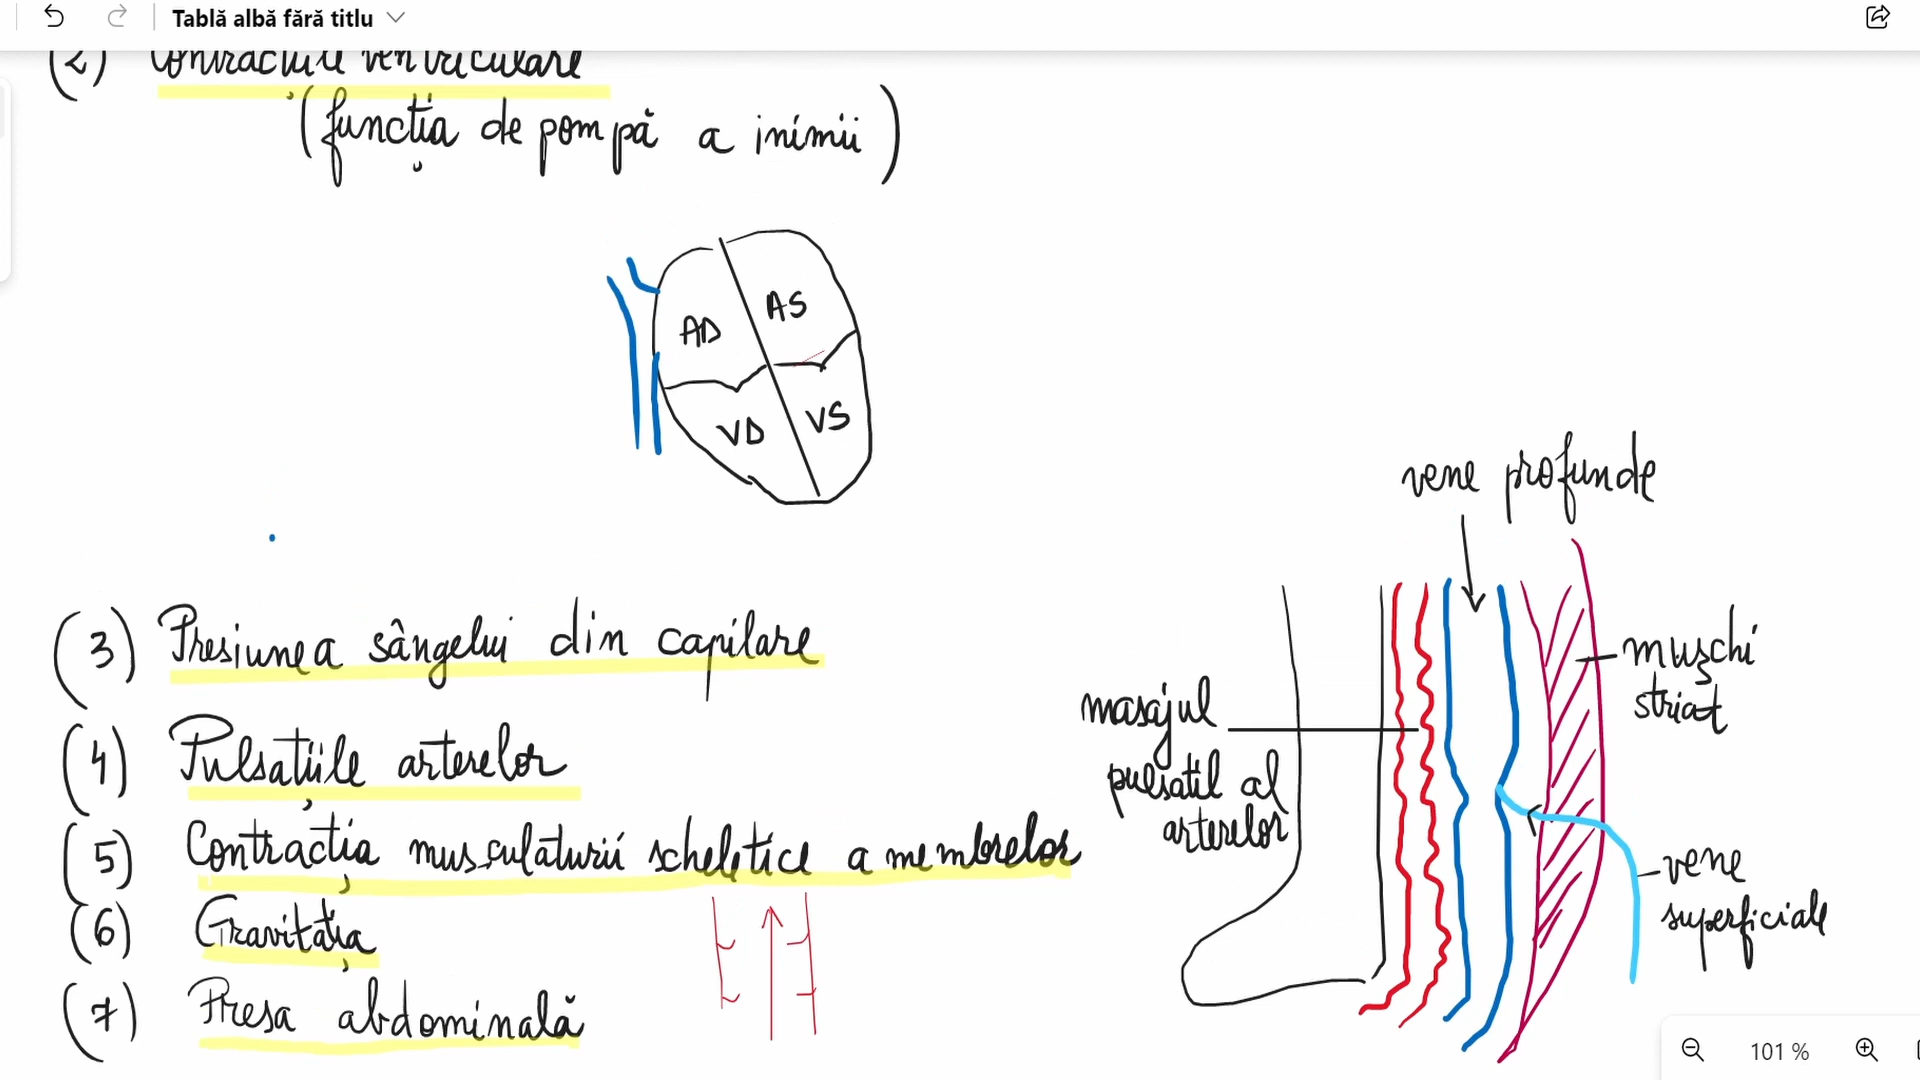 Tablă albă fără titlu
(2) Contracțiile ventriculare
(funcția de pompă a inimii)
AD
AS
VD
VS
(3) Presiunea sângelui din capilare
(4) Pulsațiile arterelor
(5) Contracția musculaturii scheletice a membrelor
(6) Gravitația
(7) Presa abdominală
vene profunde
mușchi
striat
masajul
pulsatil al
arterelor
vene
superficiale
101 %